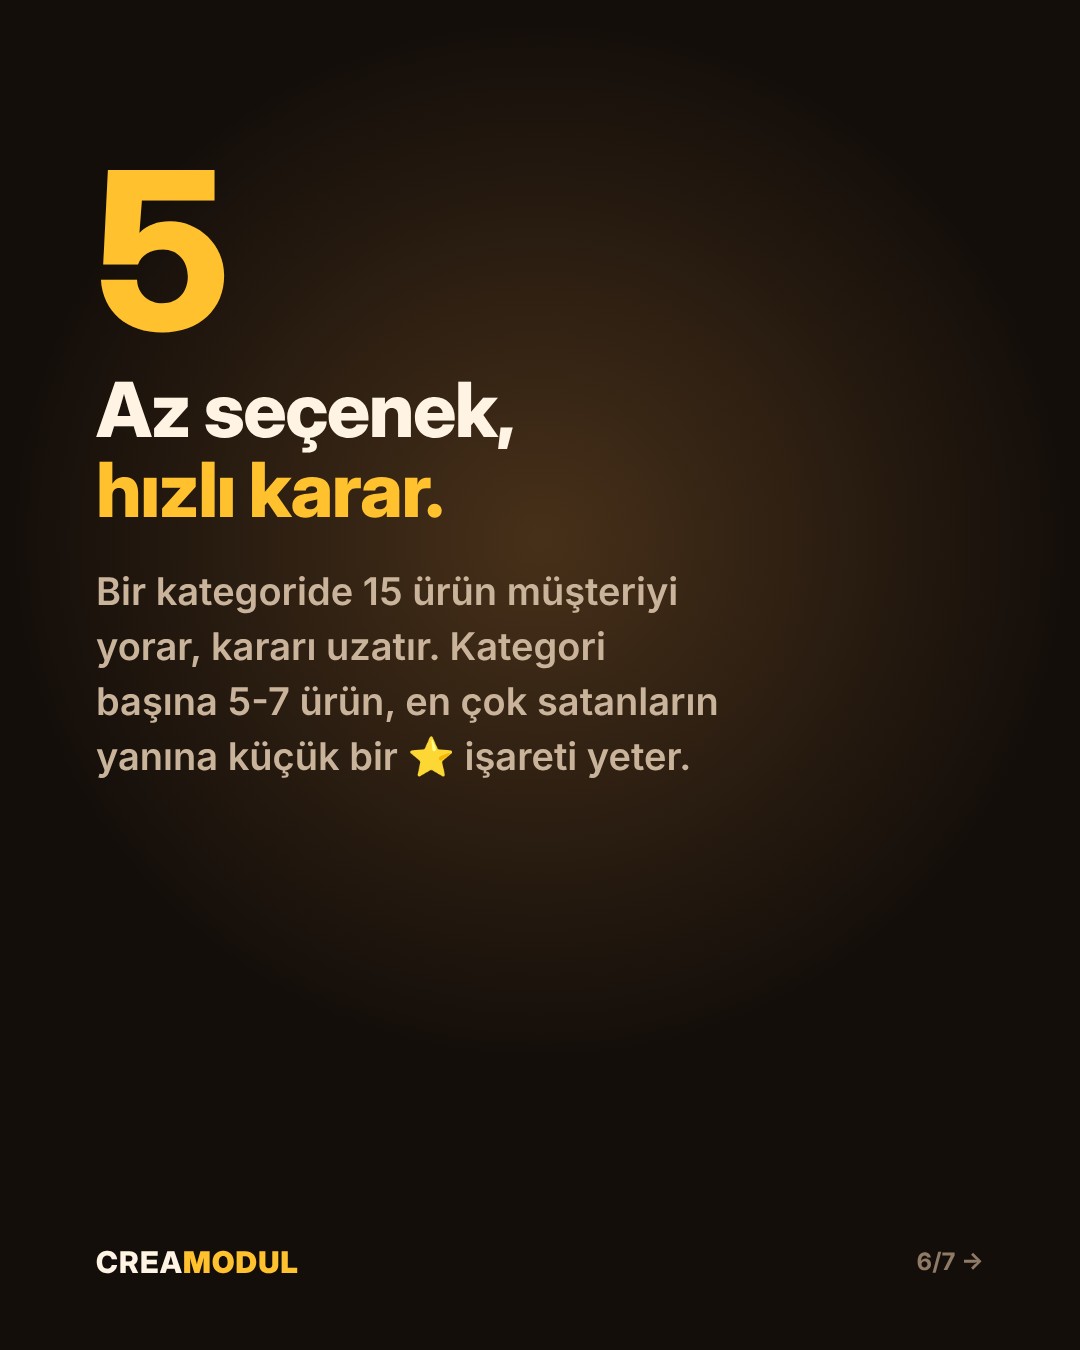 5
Az seçenek,
hızlı karar.
Bir kategoride 15 ürün müşteriyi
yorar, kararı uzatır. Kategori
başına 5-7 ürün, en çok satanların
yanına küçük bir ⭐ işareti yeter.
CREAMODUL
6/7 →